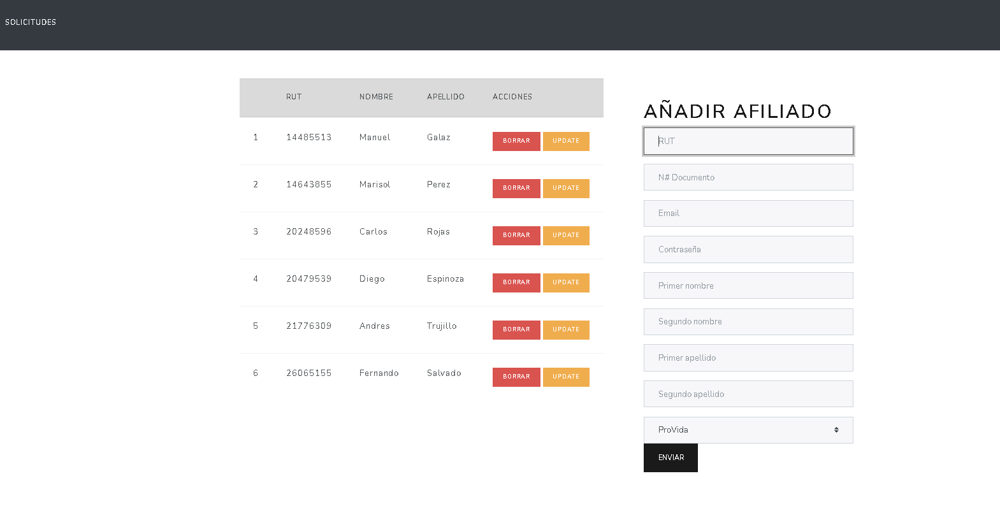 SOLICITUDES
RUT NOMBRE APELLIDO ACCIONES
1 14485513 Manuel Galaz BORRAR UPDATE
2 14643855 Marisol Perez BORRAR UPDATE
3 20248596 Carlos Rojas BORRAR UPDATE
4 20479539 Diego Espinoza BORRAR UPDATE
5 21776309 Andres Trujillo BORRAR UPDATE
6 26065155 Fernando Salvado BORRAR UPDATE
AÑADIR AFILIADO
RUT
N# Documento
Email
Contraseña
Primer nombre
Segundo nombre
Primer apellido
Segundo apellido
ProVida
ENVIAR